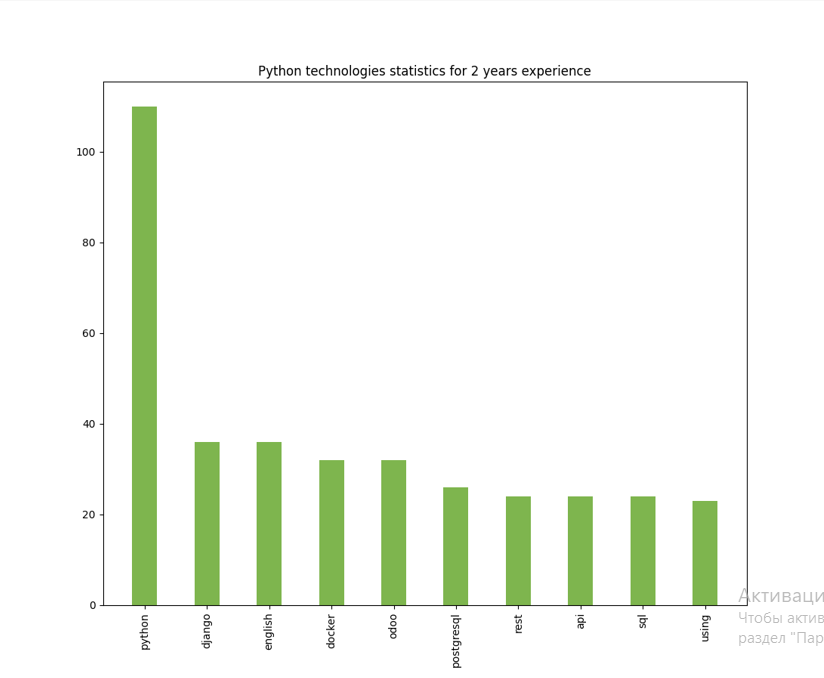 Python technologies statistics for 2 years experience
100
80
60
40
20
0
python
django
english
docker
odoo
postgresql
rest
api
sql
using
Активаци
Чтобы актив
раздел "Пар